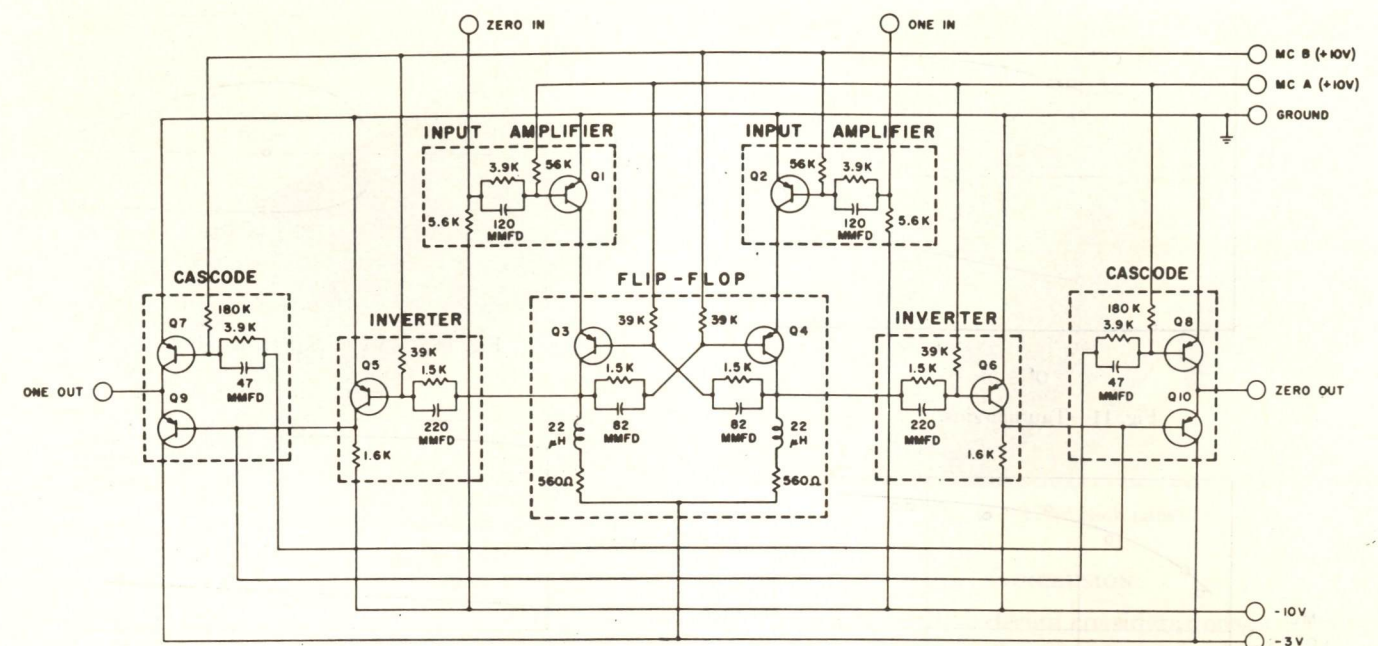 ZERO IN
ONE IN
MC B (+10V)
MC A (+10V)
GROUND
INPUT AMPLIFIER
INPUT AMPLIFIER
3.9K
56K
Q1
5.6K
120
MMFD
Q2
56K
3.9K
5.6K
120
MMFD
CASCODE
FLIP-FLOP
CASCODE
Q7
180K
3.9K
47
MMFD
Q9
ONE OUT
INVERTER
39K
Q5
1.5K
220
MMFD
1.6K
Q3
39K
39K
Q4
1.5K
1.5K
82
MMFD
82
MMFD
22
μH
22
μH
560Ω
560Ω
INVERTER
39K
1.5K
Q6
220
MMFD
1.6K
180K
3.9K
Q8
47
MMFD
Q10
ZERO OUT
-10V
-3V